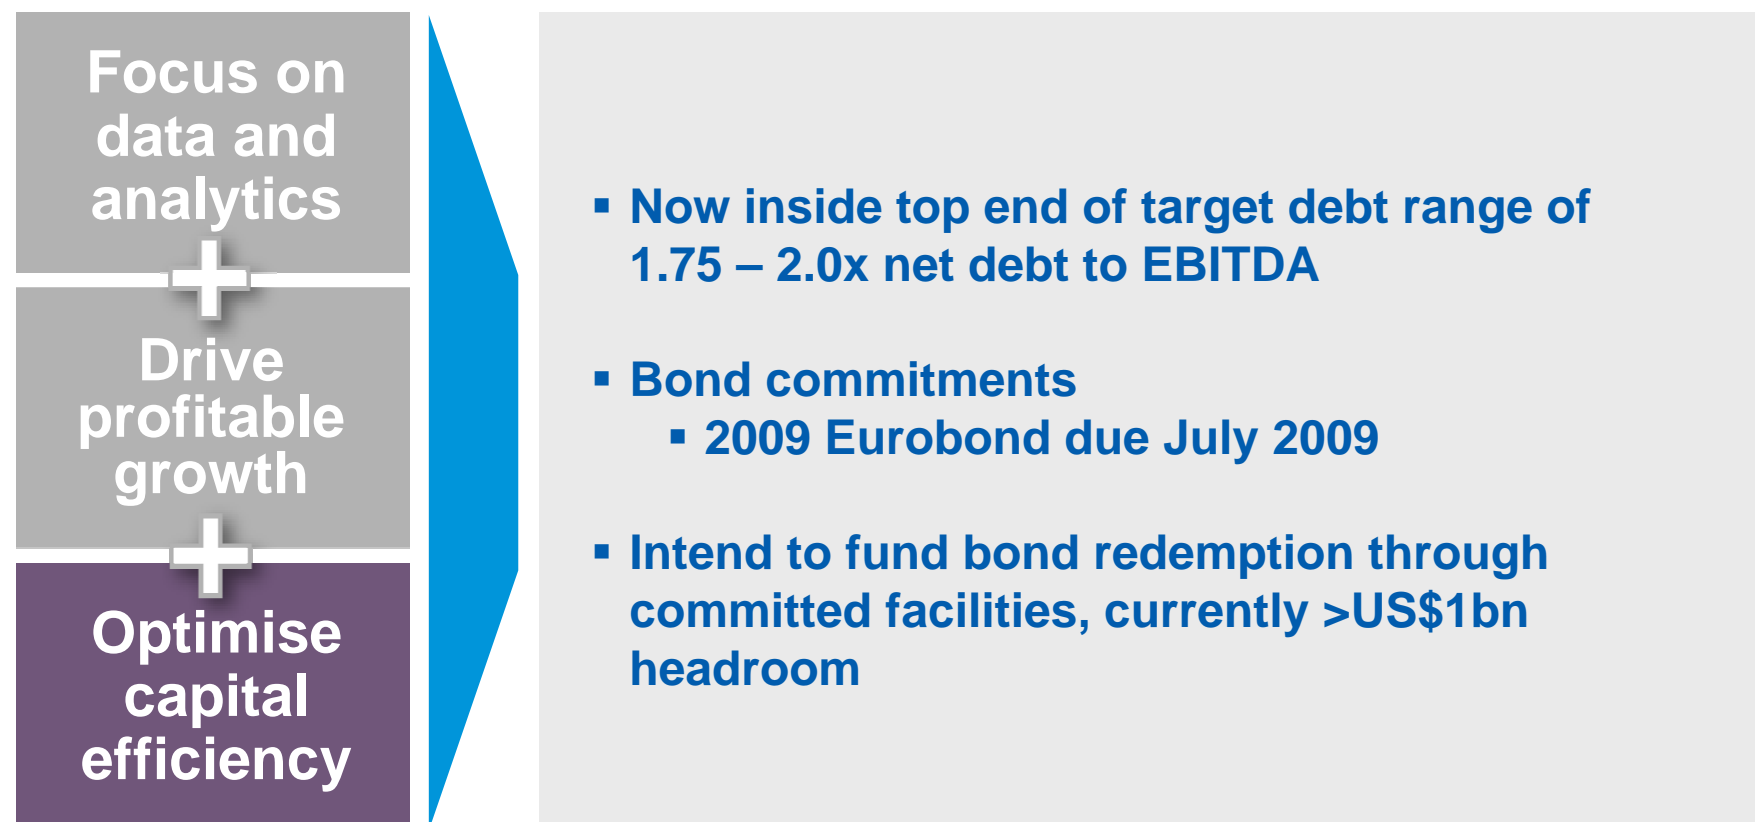 Focus on
data and
analytics
Drive
profitable
growth
Optimise
capital
efficiency
▪ Now inside top end of target debt range of
1.75 – 2.0x net debt to EBITDA
▪ Bond commitments
▪ 2009 Eurobond due July 2009
▪ Intend to fund bond redemption through
committed facilities, currently >US$1bn
headroom